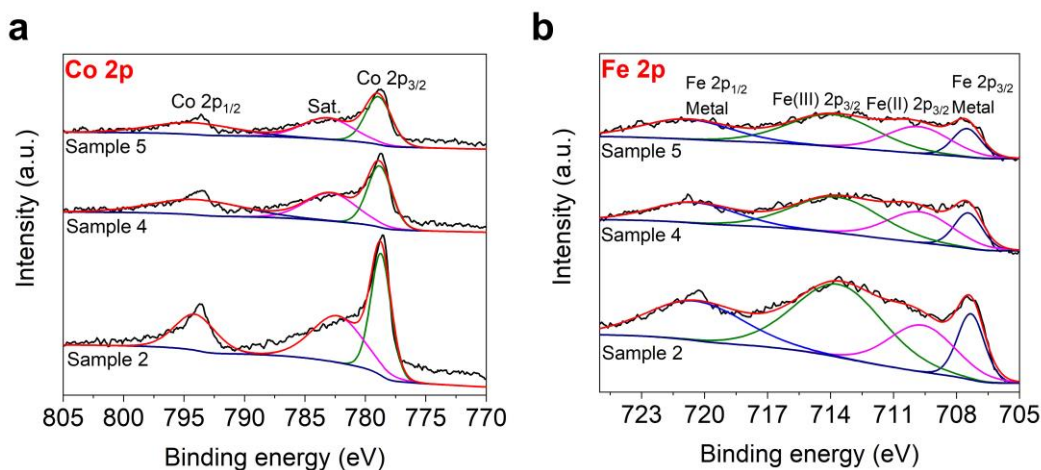 a
Co 2p
Co 2p3/2
Co 2p1/2
Sat.
Sample 5
Sample 4
Sample 2
Intensity (a.u.)
805 800 795 790 785 780 775 770
Binding energy (eV)
b
Fe 2p
Fe 2p1/2
Metal
Fe(III) 2p3/2
Fe(II) 2p3/2
Fe 2p3/2
Metal
Sample 5
Sample 4
Sample 2
Intensity (a.u.)
723 720 717 714 711 708 705
Binding energy (eV)